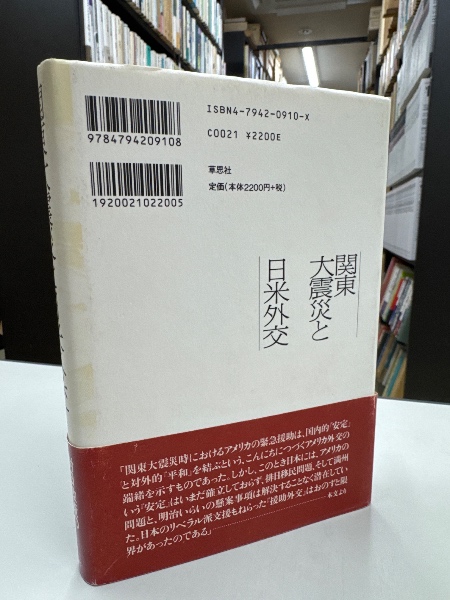 ISBN4-7942-0910-X
C0021 ¥2200E
9784794209108
草思社
定価(本体2200円+税)
1920021022005
関東
大震災と
日米外交
「関東大震災時におけるアメリカの緊急援助は、国内的“安定”
と対外的“平和”を結ぶという、こんにちにつづくアメリカ外交の
端緒を示すものであった。しかし、このとき日本には、アメリカの
いう“安定”はいまだ確立しておらず、排日移民問題、そして満州
問題と、明治いらいの懸案事項は解決することなく潜在してい
た。日本のリベラル派支援もねらった“援助外交”はおのずと限
界があったのである」
―本文より